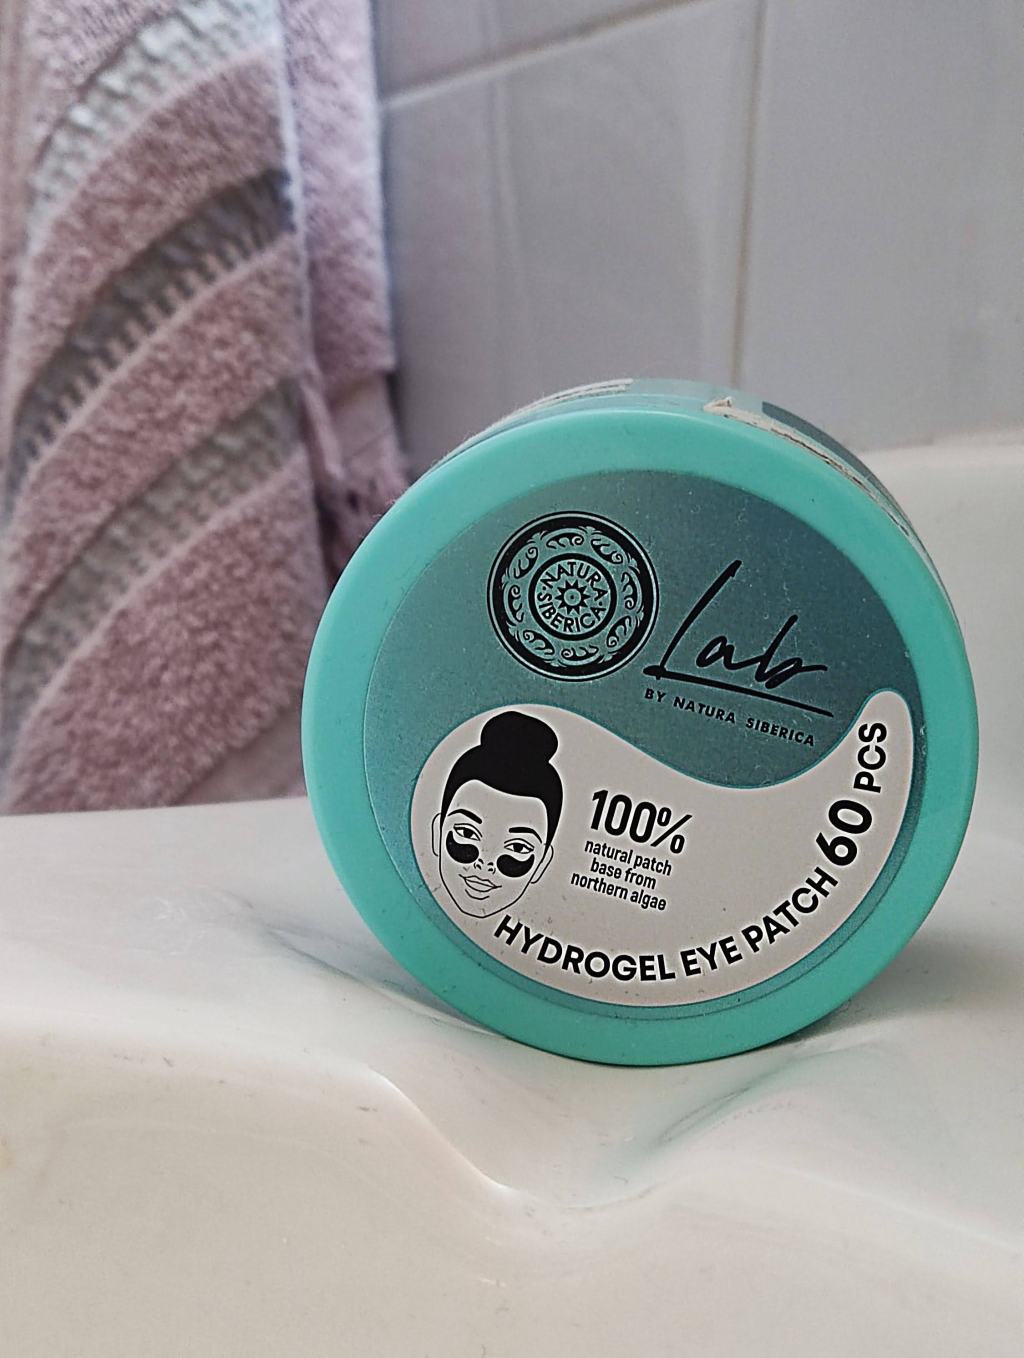 NATURA
SIBERICA
Lab
BY NATURA SIBERICA
100%
natural patch
base from
northern algae
HYDROGEL EYE PATCH 60 PCS